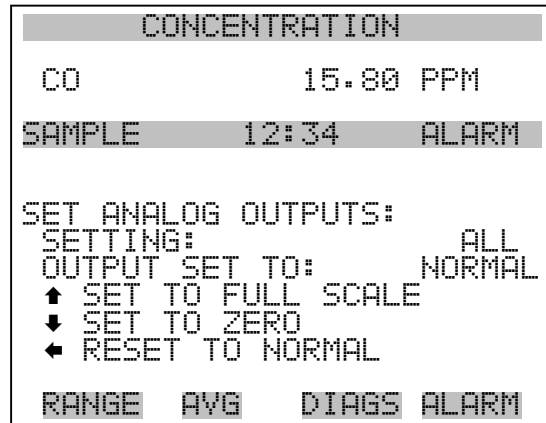 CONCENTRATION
CO 15.80 PPM
SAMPLE 12:34 ALARM
SET ANALOG OUTPUTS:
SETTING: ALL
OUTPUT SET TO: NORMAL
↑ SET TO FULL SCALE
↓ SET TO ZERO
← RESET TO NORMAL
RANGE AVG DIAGS ALARM